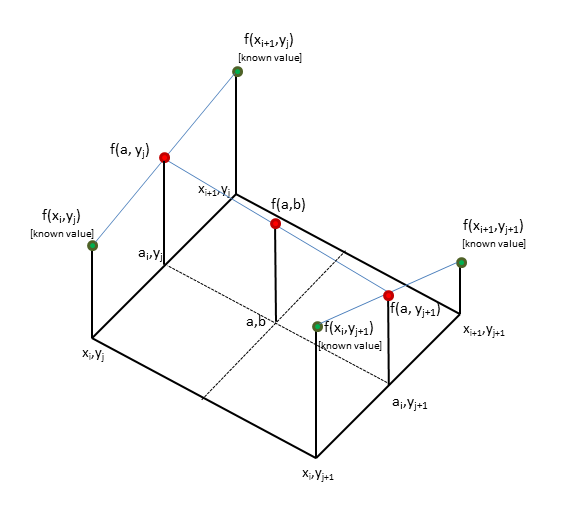 f(xᵢ₊₁,yⱼ)
[known value]
f(a, yⱼ)
xᵢ₊₁,yⱼ
f(a,b)
f(xᵢ,yⱼ)
[known value]
f(xᵢ₊₁,yⱼ₊₁)
[known value]
aᵢ,yⱼ
f(a, yⱼ₊₁)
a,b
f(xᵢ,yⱼ₊₁)
[known value]
xᵢ₊₁,yⱼ₊₁
xᵢ,yⱼ
aᵢ,yⱼ₊₁
xᵢ,yⱼ₊₁